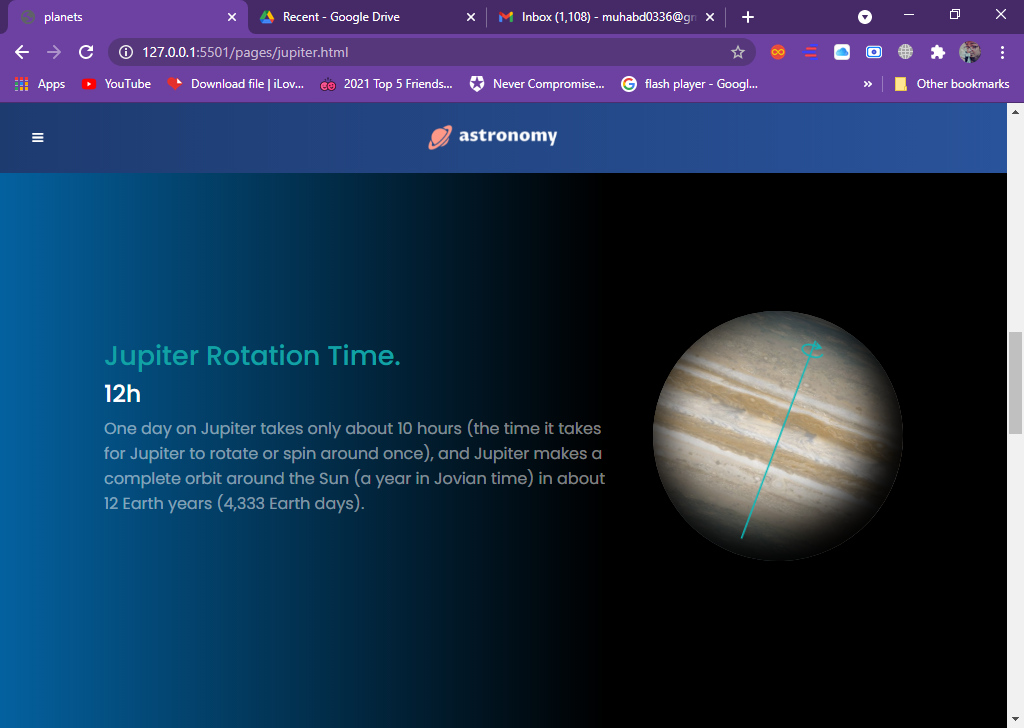 planets
Recent - Google Drive
Inbox (1,108) - muhabd0336@gm
127.0.0.1:5501/pages/jupiter.html
Apps
YouTube
Download file | iLov...
2021 Top 5 Friends...
Never Compromise...
flash player - Googl...
»
Other bookmarks
astronomy
Jupiter Rotation Time.
12h
One day on Jupiter takes only about 10 hours (the time it takes
for Jupiter to rotate or spin around once), and Jupiter makes a
complete orbit around the Sun (a year in Jovian time) in about
12 Earth years (4,333 Earth days).